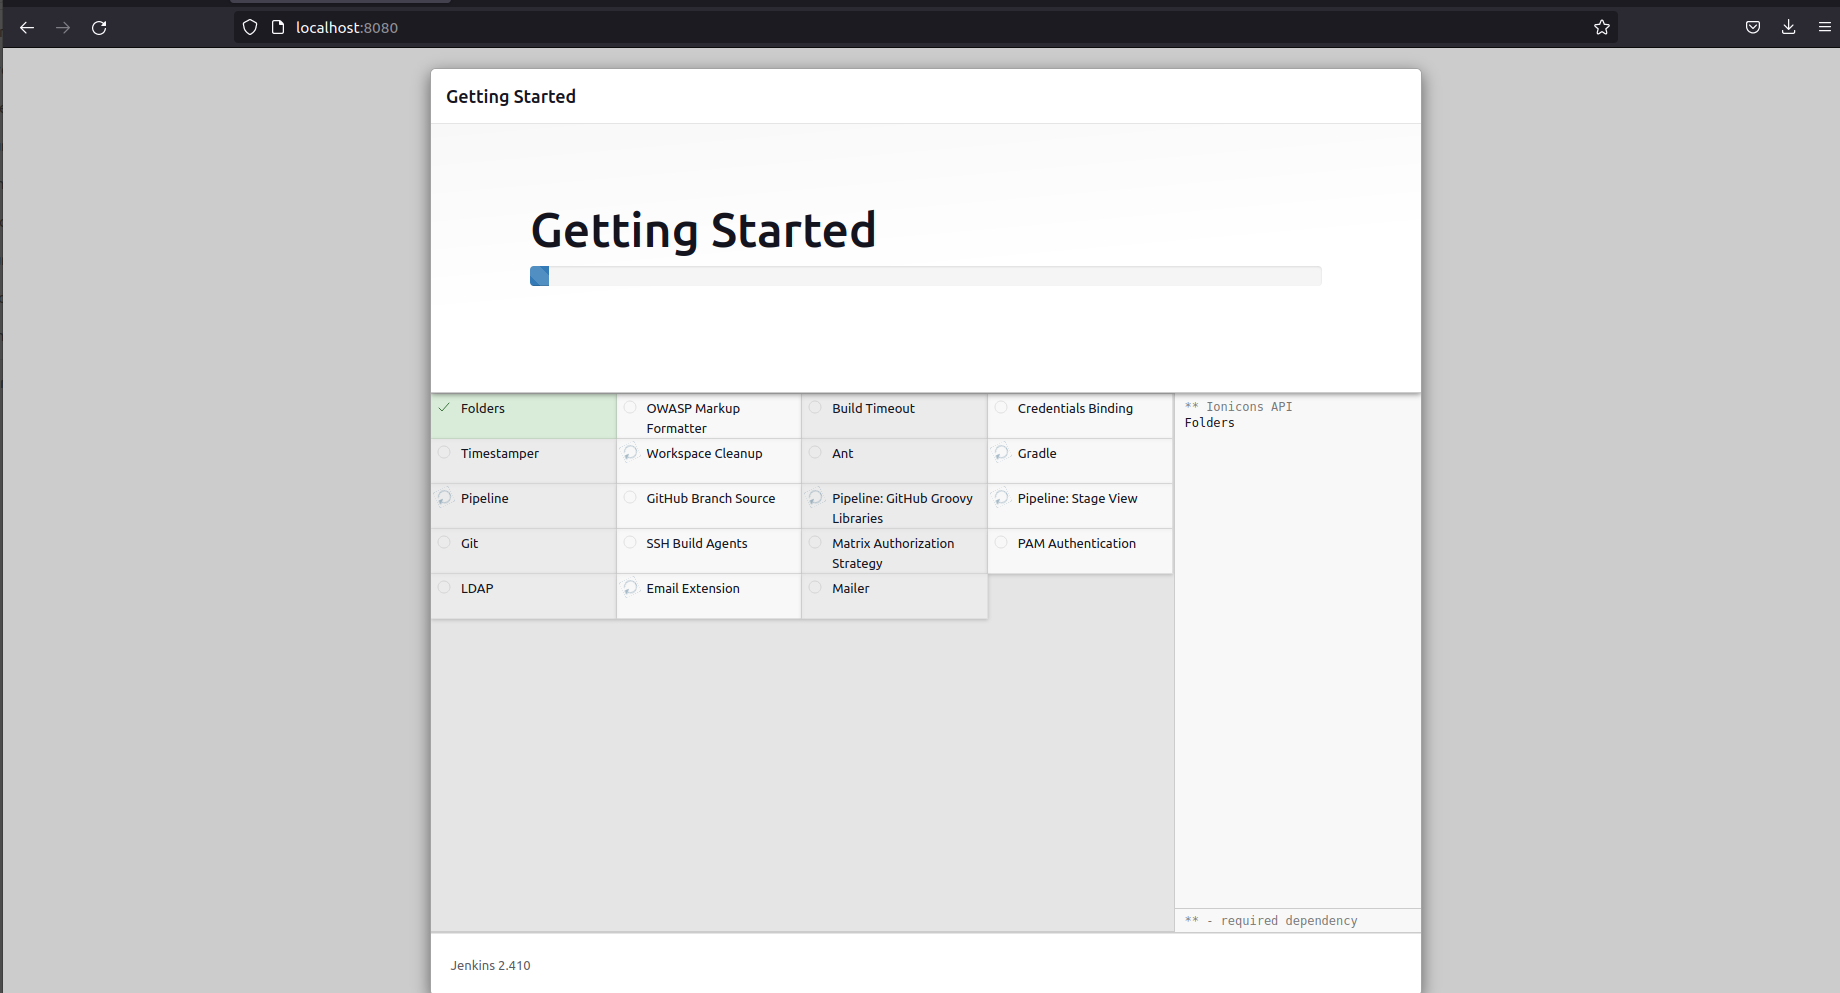 localhost:8080
Getting Started
Getting Started
Folders
OWASP Markup
Formatter
Build Timeout
Credentials Binding
** Ionicons API
Folders
Timestamper
Workspace Cleanup
Ant
Gradle
Pipeline
GitHub Branch Source
Pipeline: GitHub Groovy
Libraries
Pipeline: Stage View
Git
SSH Build Agents
Matrix Authorization
Strategy
PAM Authentication
LDAP
Email Extension
Mailer
** - required dependency
Jenkins 2.410